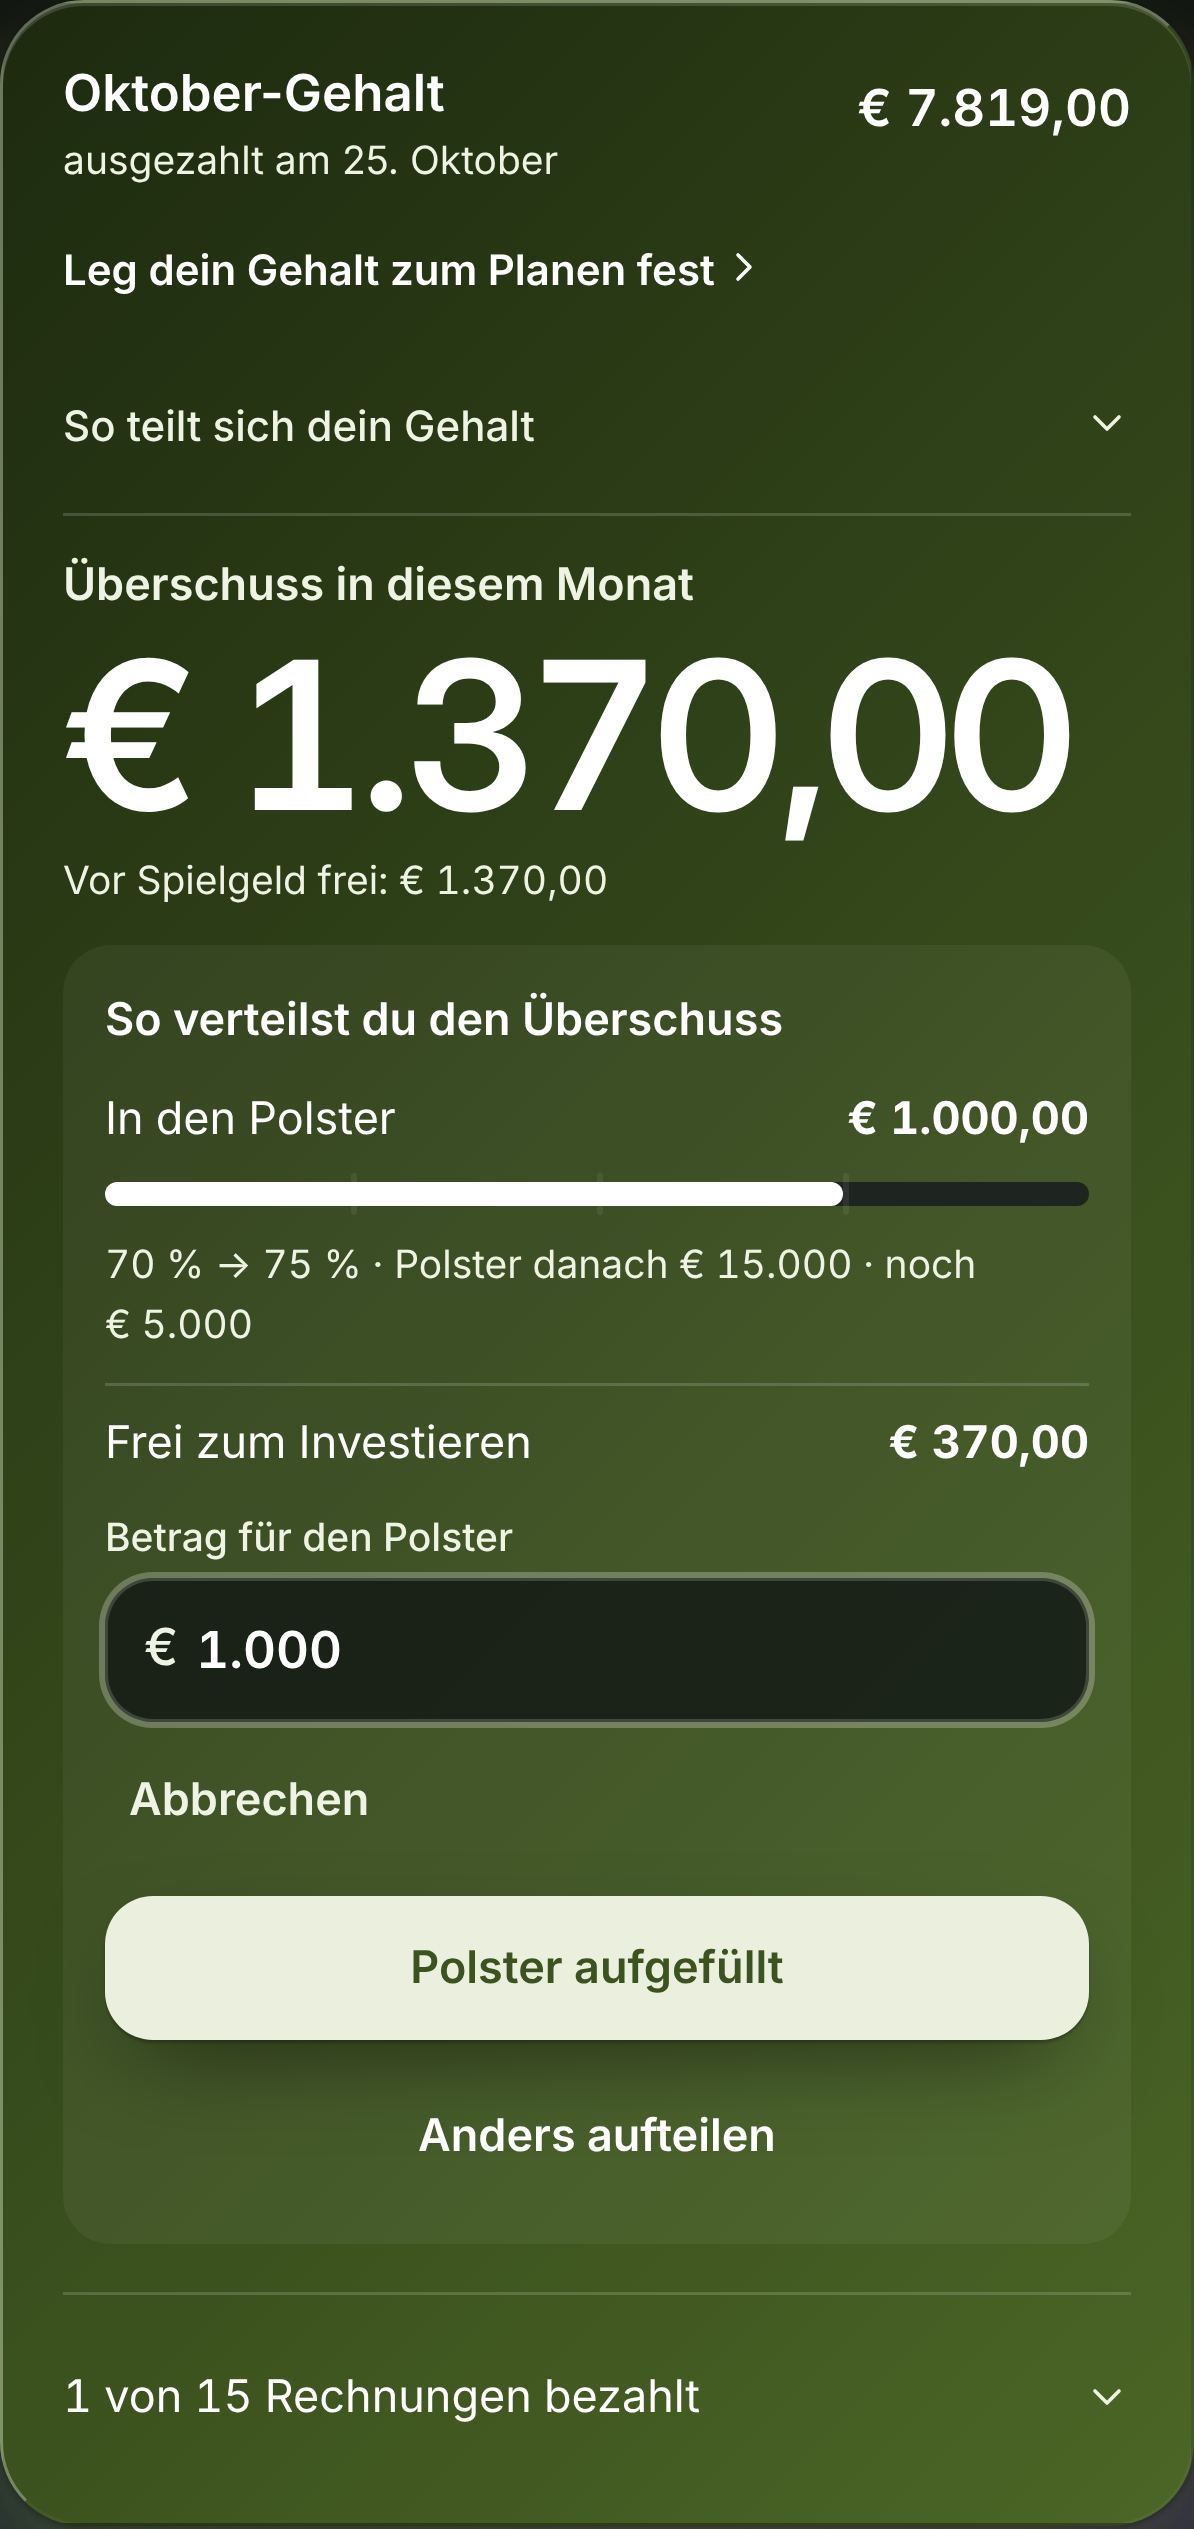 Oktober-Gehalt
€ 7.819,00
ausgezahlt am 25. Oktober
Leg dein Gehalt zum Planen fest
So teilt sich dein Gehalt
Überschuss in diesem Monat
€ 1.370,00
Vor Spielgeld frei: € 1.370,00
So verteilst du den Überschuss
In den Polster € 1.000,00
70 % → 75 % · Polster danach € 15.000 · noch
€ 5.000
Frei zum Investieren € 370,00
Betrag für den Polster
€ 1.000
Abbrechen
Polster aufgefüllt
Anders aufteilen
1 von 15 Rechnungen bezahlt